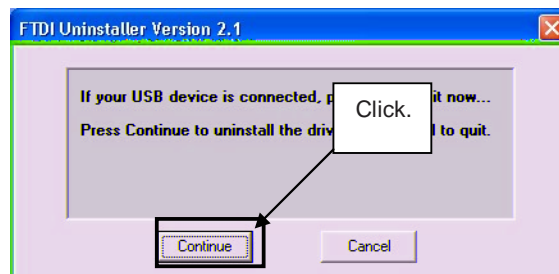 FTDI Uninstaller Version 2.1
If your USB device is connected, p it now...
Press Continue to uninstall the driv l to quit.
Click.
Continue
Cancel